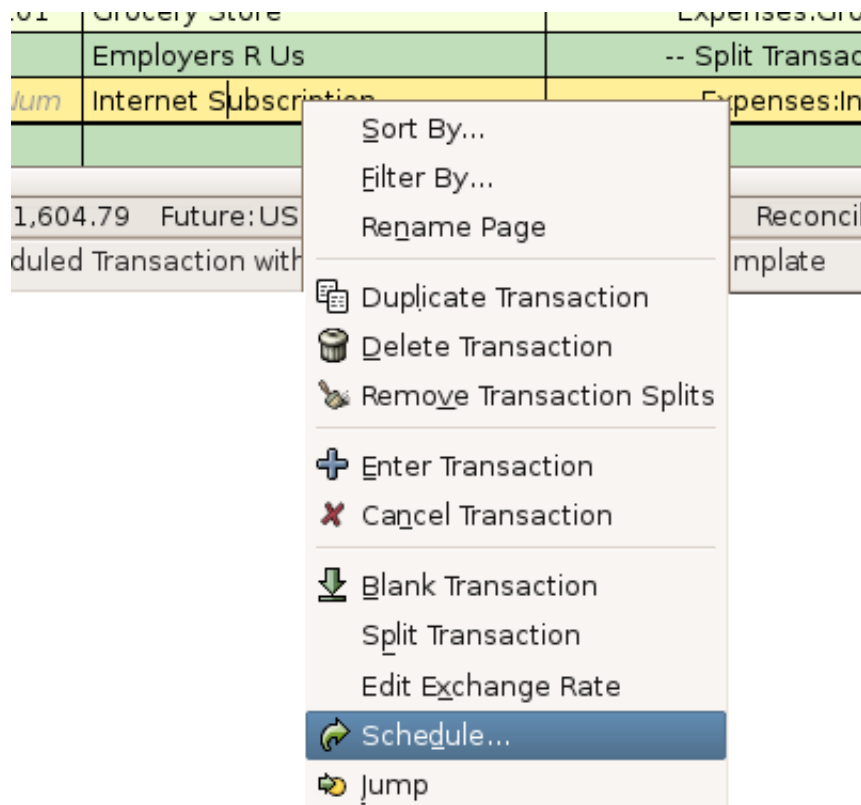 01 Grocery Store Expenses:Gro
Employers R Us -- Split Transac
Num Internet Subscription Expenses:In
Sort By...
Filter By...
1,604.79 Future:US Rename Page Reconcil
duled Transaction with mplate
Duplicate Transaction
Delete Transaction
Remove Transaction Splits
Enter Transaction
Cancel Transaction
Blank Transaction
Split Transaction
Edit Exchange Rate
Schedule...
Jump